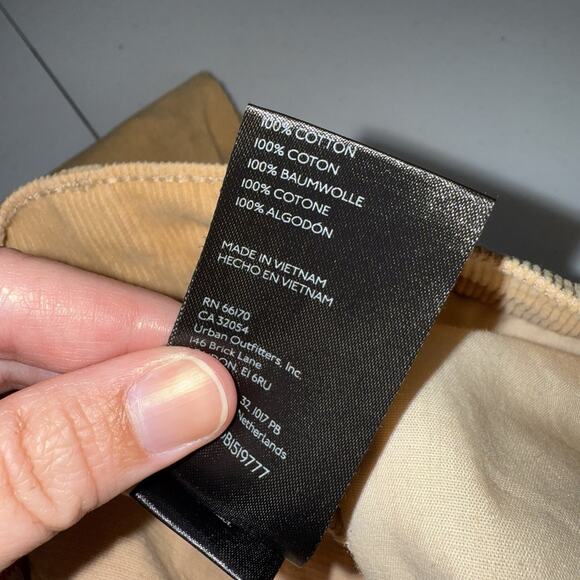 100% COTTON
100% COTON
100% BAUMWOLLE
100% COTONE
100% ALGODÓN
MADE IN VIETNAM
HECHO EN VIETNAM
RN 66170
CA 32054
Urban Outfitters, Inc.
146 Brick Lane
E1 6RU
32, 1017 PB
Netherlands